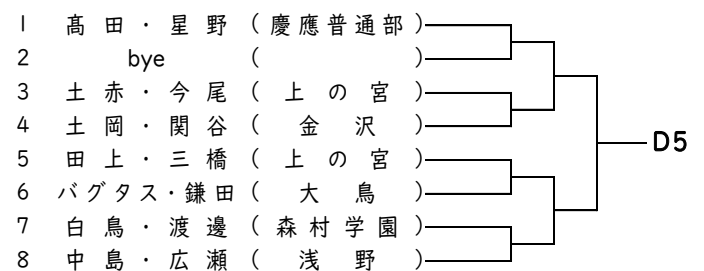 1 髙田・星野（慶應普通部）
2 bye （ ）
3 土赤・今尾（上の宮）
4 土岡・関谷（金沢）
5 田上・三橋（上の宮）
6 バグタス・鎌田（大鳥）
7 白鳥・渡邊（森村学園）
8 中島・広瀬（浅野）
D5